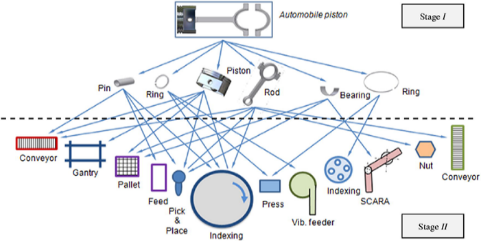 Automobile piston
Stage I
Pin
Ring
Piston
Rod
Bearing
Ring
Conveyor
Gantry
Pallet
Feed
Pick
&
Place
Indexing
Press
Vib. feeder
Indexing
SCARA
Nut
Conveyor
Stage II